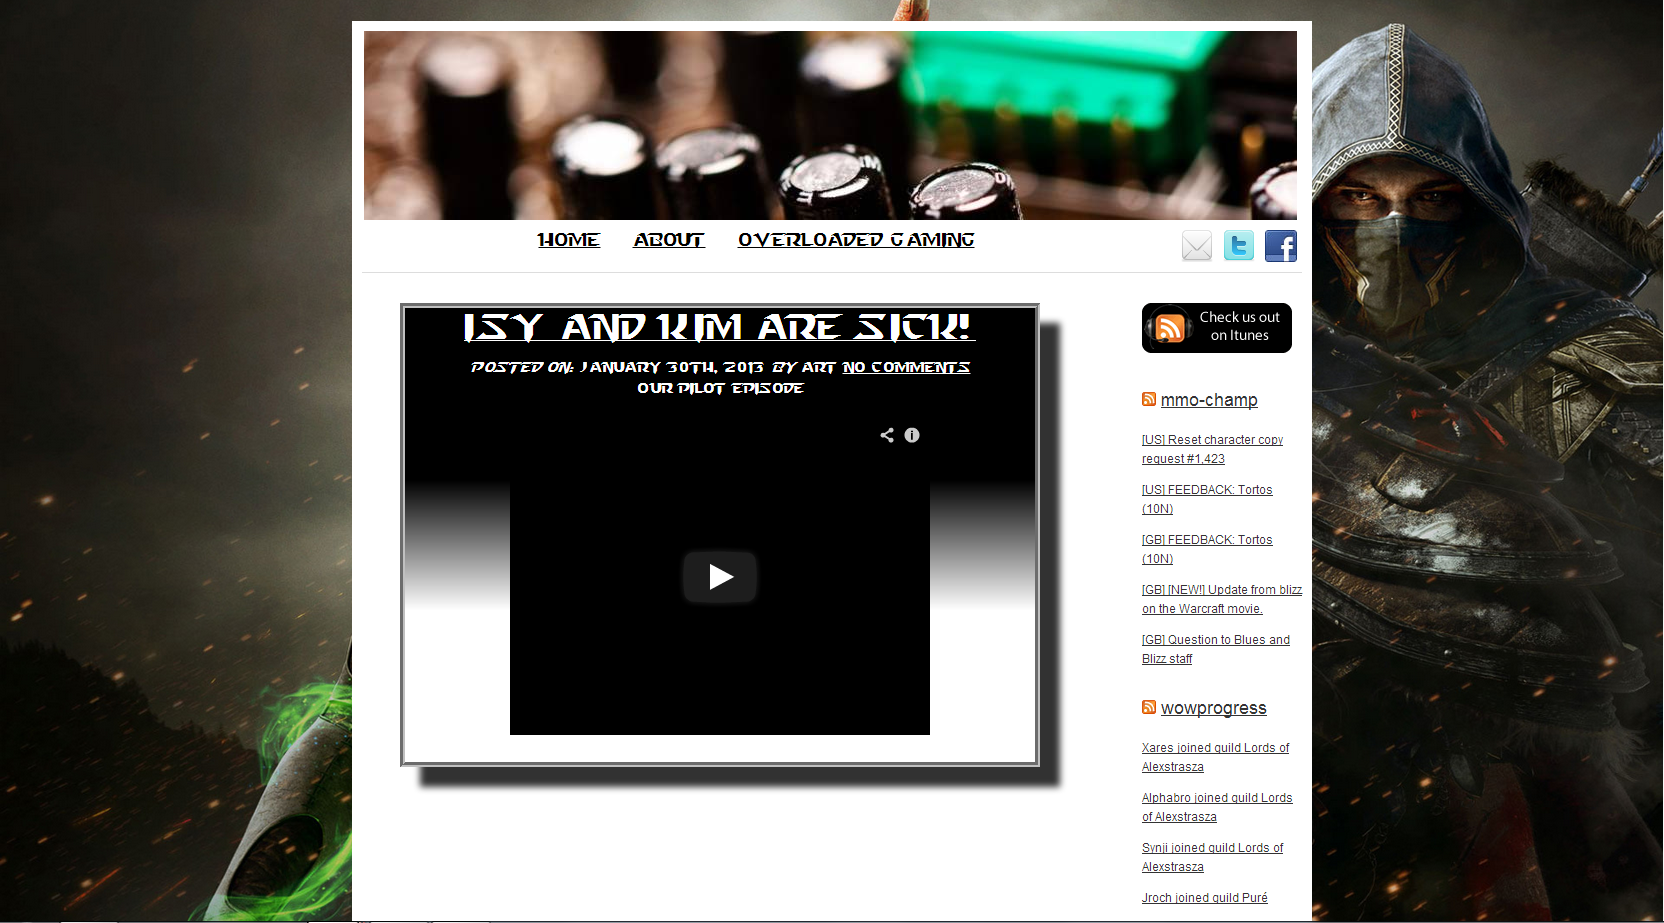 HOME ABOUT OVERLOADED GAMING
ISY AND KIM ARE SICK!
POSTED ON: JANUARY 30TH, 2013 BY ART NO COMMENTS
OUR PILOT EPISODE
Check us out
on Itunes
mmo-champ
[US] Reset character copy
request #1,423
[US] FEEDBACK: Tortos
(10N)
[GB] FEEDBACK: Tortos
(10N)
[GB] [NEW!] Update from blizz
on the Warcraft movie.
[GB] Question to Blues and
Blizz staff
wowprogress
Xares joined guild Lords of
Alexstrasza
Alphabro joined guild Lords
of Alexstrasza
Synji joined guild Lords of
Alexstrasza
Jroch joined guild Puré